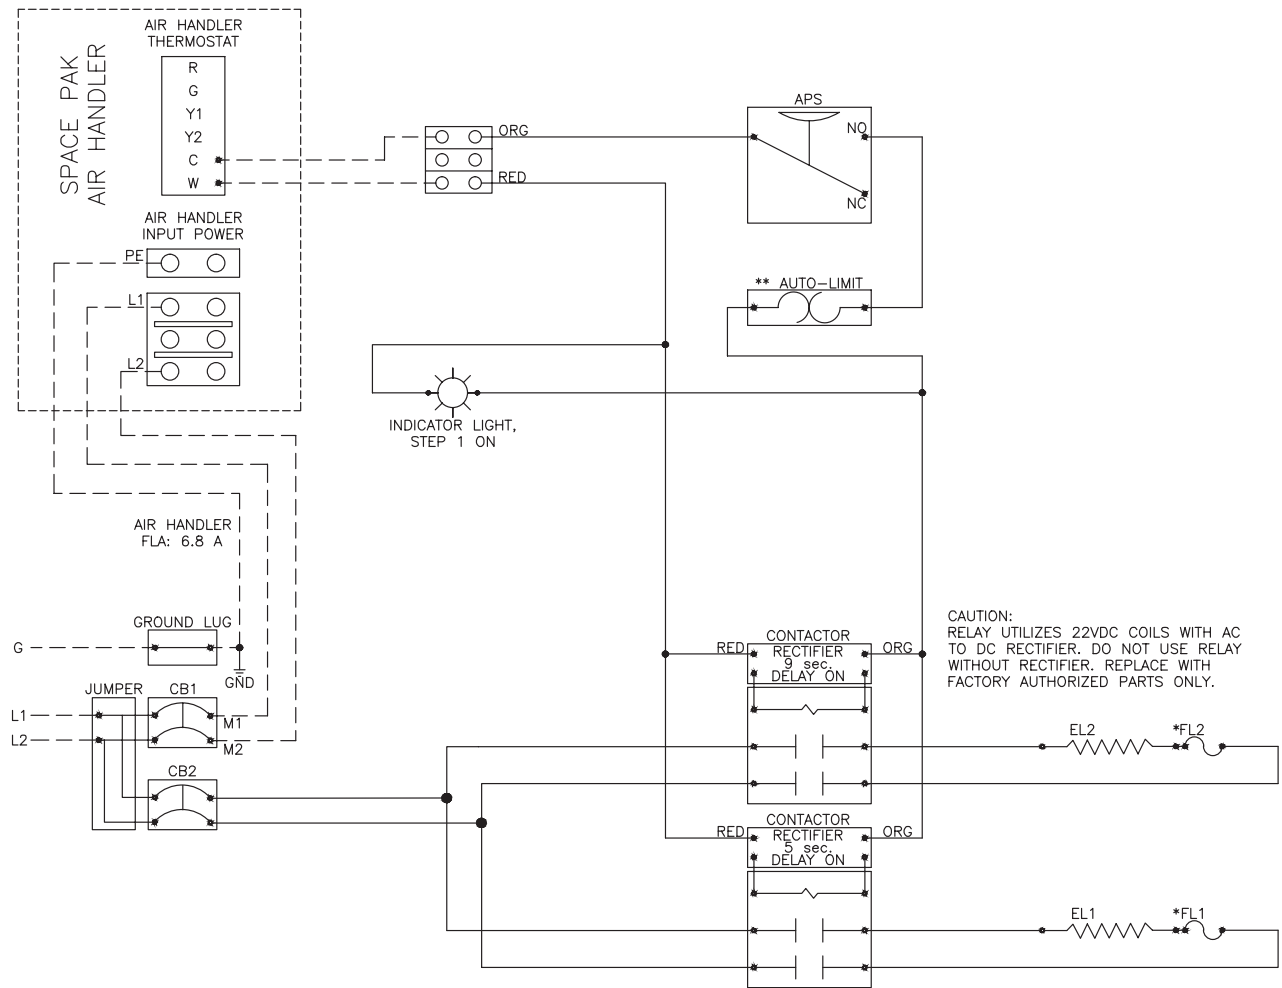 SPACE PAK
AIR HANDLER
AIR HANDLER
THERMOSTAT
R
G
Y1
Y2
C
W
AIR HANDLER
INPUT POWER
PE
L1
L2
ORG
RED
APS
NO
NC
** AUTO-LIMIT
INDICATOR LIGHT,
STEP 1 ON
AIR HANDLER
FLA: 6.8 A
GROUND LUG
G
GND
JUMPER
CB1
L1
L2
M1
M2
CB2
CONTACTOR
RED
RECTIFIER
9 sec.
DELAY ON
ORG
CAUTION:
RELAY UTILIZES 22VDC COILS WITH AC
TO DC RECTIFIER. DO NOT USE RELAY
WITHOUT RECTIFIER. REPLACE WITH
FACTORY AUTHORIZED PARTS ONLY.
EL2
*FL2
CONTACTOR
RED
RECTIFIER
5 sec.
DELAY ON
ORG
EL1
*FL1